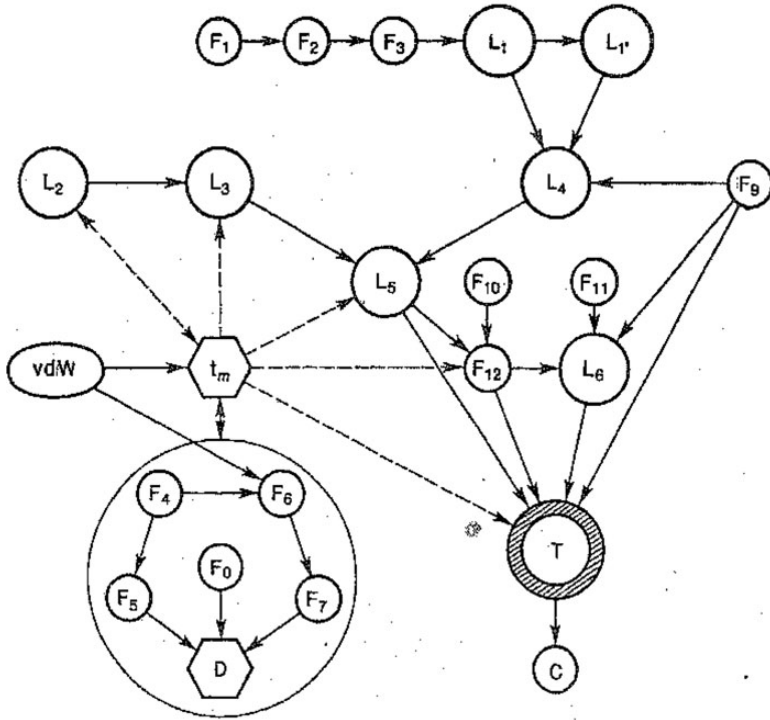 F₁ F₂ F₃ Lₜ L₁'
L₂ L₃ L₄ F₉
L₅ F₁₀ F₁₁
vdW tₘ F₁₂ L₆
F₄ F₆
F₀ T
F₅ F₇
D C